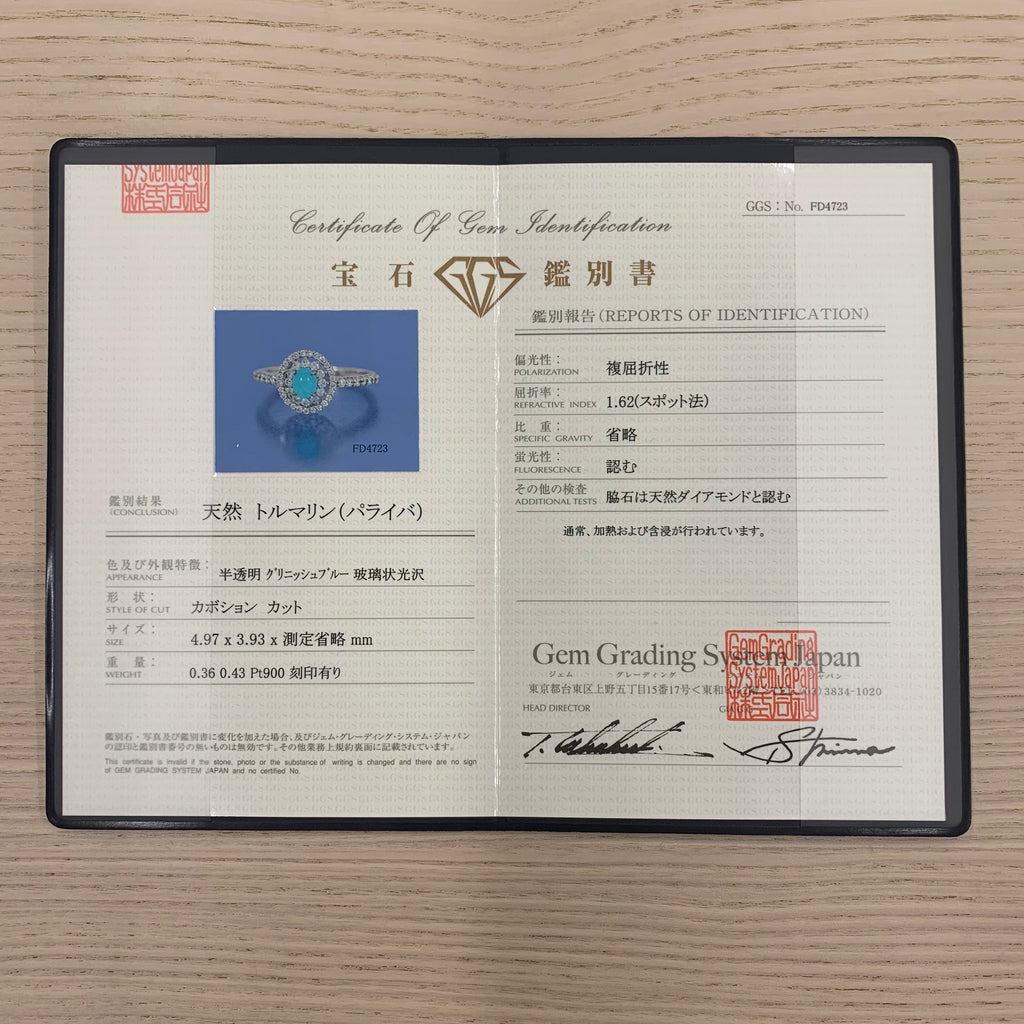 SystemJapan
株式会社
GGS：No. FD4723
Certificate Of Gem Identification
宝石 GGS 鑑別書
FD4723
鑑別結果
(CONCLUSION)
天然 トルマリン(パライバ)
色及び外観特徴：
APPEARANCE
半透明 ｸﾞﾘﾆｯｼｭﾌﾞﾙｰ 玻璃状光沢
形 状：
STYLE OF CUT
カボション カット
サイズ：
SIZE
4.97 x 3.93 x 測定省略 mm
重 量：
WEIGHT
0.36 0.43 Pt900 刻印有り
鑑別石・写真及び鑑別書に変化を加えた場合、及びジェム・グレーディング・システム・ジャパン
の認印と鑑別書番号の無いものは無効です。その他業務上規約裏面に記載されています。
This certificate is invalid if the stone, photo or the substance of writing is changed and there are no sign
of GEM GRADING SYSTEM JAPAN and no certified No.
鑑別報告(REPORTS OF IDENTIFICATION)
偏光性：
POLARIZATION
複屈折性
屈折率：
REFRACTIVE INDEX
1.62(スポット法)
比 重：
SPECIFIC GRAVITY
省略
蛍光性：
FLUORESCENCE
認む
その他の検査
ADDITIONAL TESTS
脇石は天然ダイアモンドと認む
通常、加熱および含浸が行われています。
Gem Grading System Japan
ジェム グレーディング
東京都台東区上野五丁目15番17号＜東和
3834-1020
GemGrading
SystemJapan
株式会社
HEAD DIRECTOR